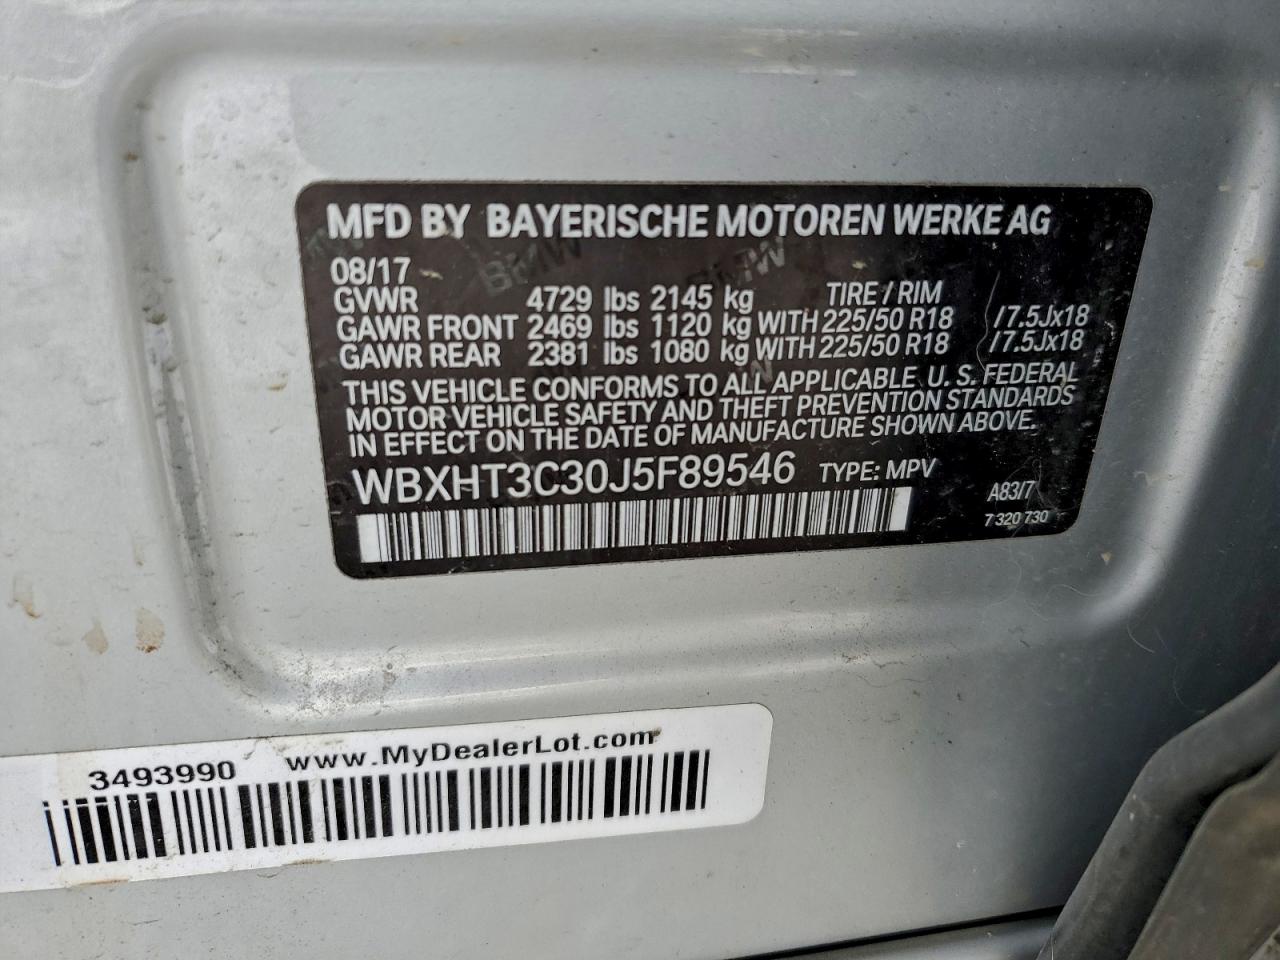 MFD BY BAYERISCHE MOTOREN WERKE AG
08/17
GVWR 4729 lbs 2145 kg TIRE / RIM
GAWR FRONT 2469 lbs 1120 kg WITH 225/50 R18 /7.5Jx18
GAWR REAR 2381 lbs 1080 kg WITH 225/50 R18 /7.5Jx18
THIS VEHICLE CONFORMS TO ALL APPLICABLE U. S. FEDERAL
MOTOR VEHICLE SAFETY AND THEFT PREVENTION STANDARDS
IN EFFECT ON THE DATE OF MANUFACTURE SHOWN ABOVE.
WBXHT3C30J5F89546 TYPE: MPV
A83/7
7 320 730
3493990 www.MyDealerLot.com